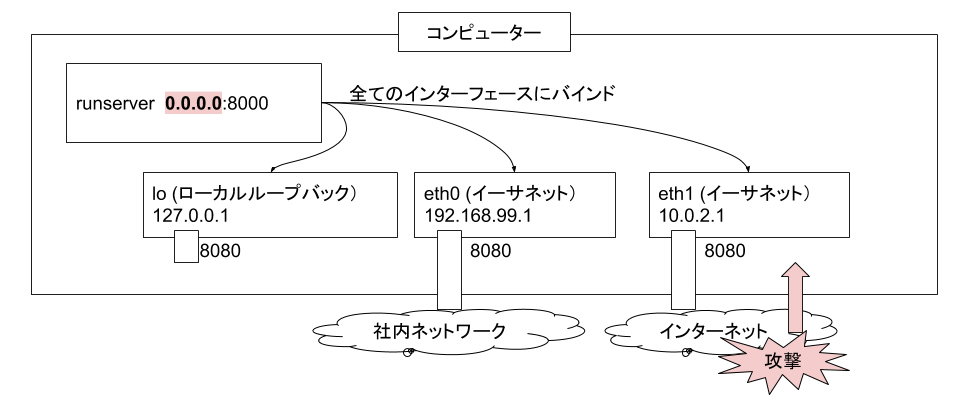 コンピューター
runserver 0.0.0.0:8000
全てのインターフェースにバインド
lo (ローカルループバック)
127.0.0.1
eth0 (イーサネット)
192.168.99.1
eth1 (イーサネット)
10.0.2.1
8080
8080
8080
社内ネットワーク
インターネット
攻撃